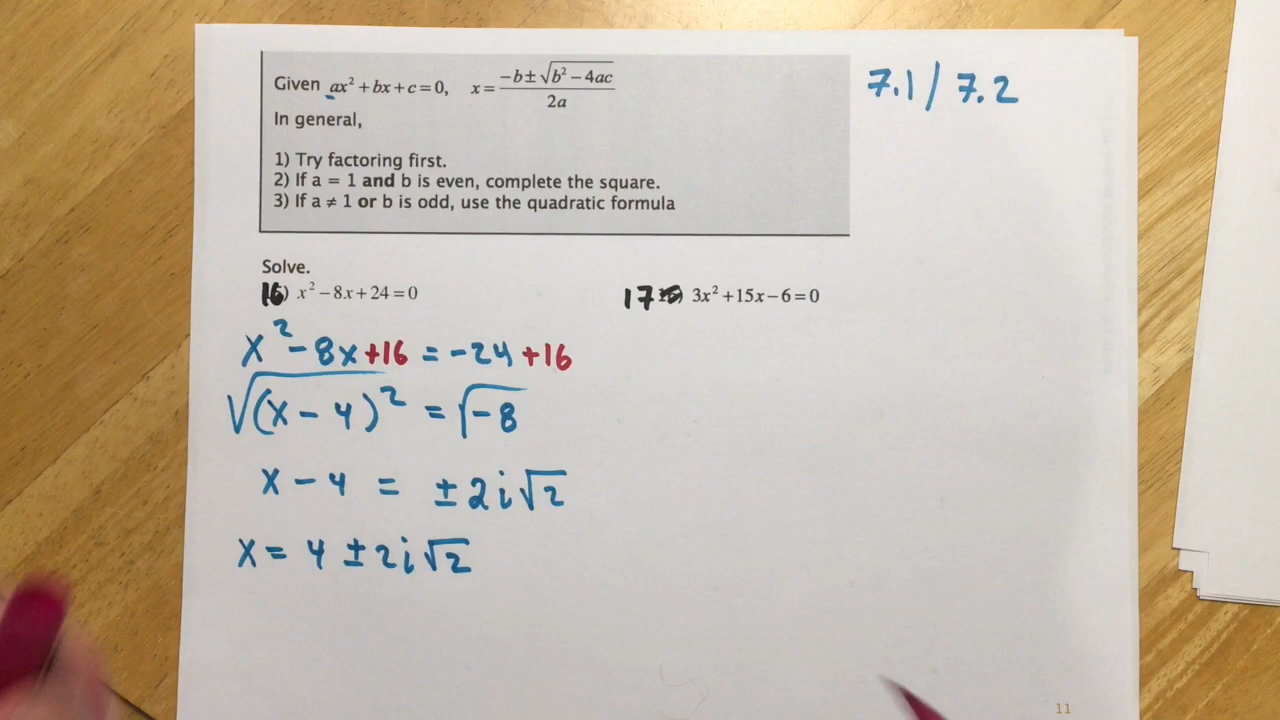 Given ax² + bx + c = 0, x = (-b ± √(b² - 4ac)) / 2a
In general,
1) Try factoring first.
2) If a = 1 and b is even, complete the square.
3) If a ≠ 1 or b is odd, use the quadratic formula
7.1 / 7.2
Solve.
16) x² - 8x + 24 = 0
x² - 8x + 16 = -24 + 16
√(x - 4)² = √-8
x - 4 = ± 2i√2
x = 4 ± 2i√2
17 3x² + 15x - 6 = 0
11